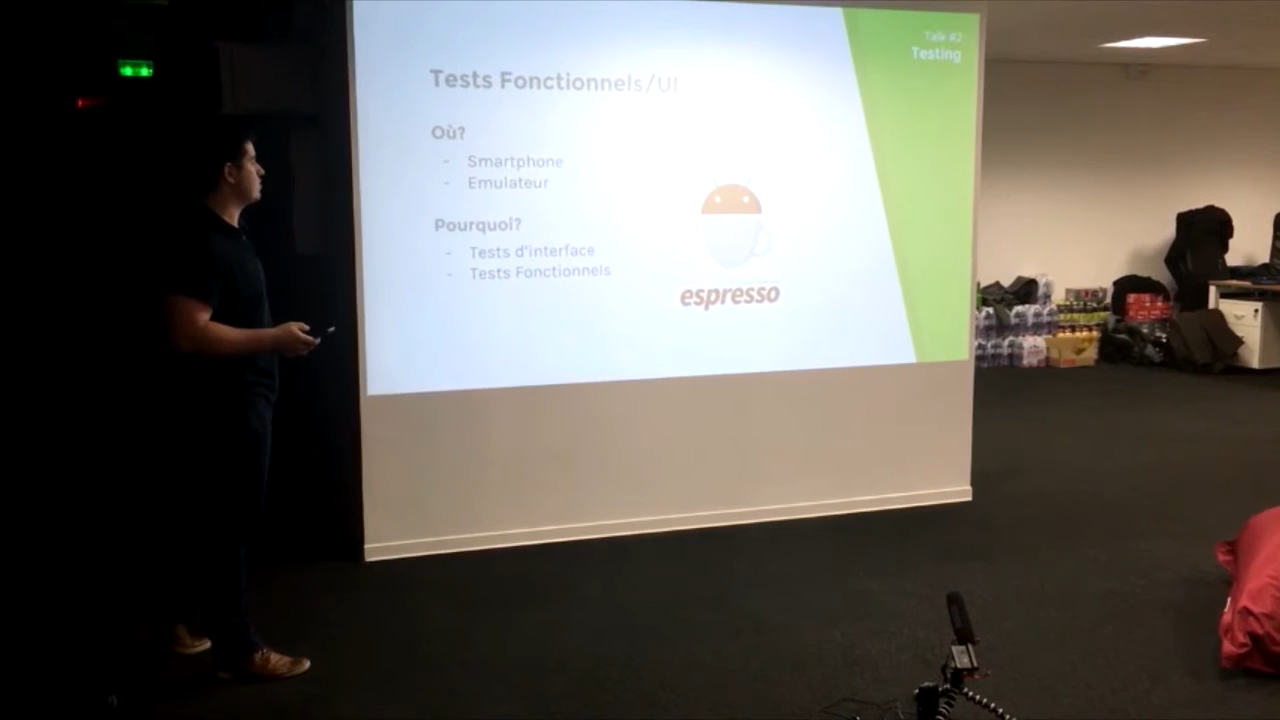 Talk #2
Testing
Tests Fonctionnels/UI
Où?
- Smartphone
- Emulateur
Pourquoi?
- Tests d'interface
- Tests Fonctionnels
espresso